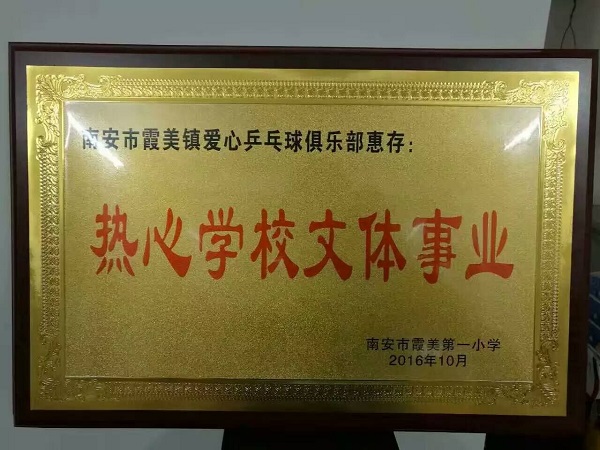 南安市霞美镇爱心乒乓球俱乐部惠存：
热心学校文体事业
南安市霞美第一小学
2016年10月